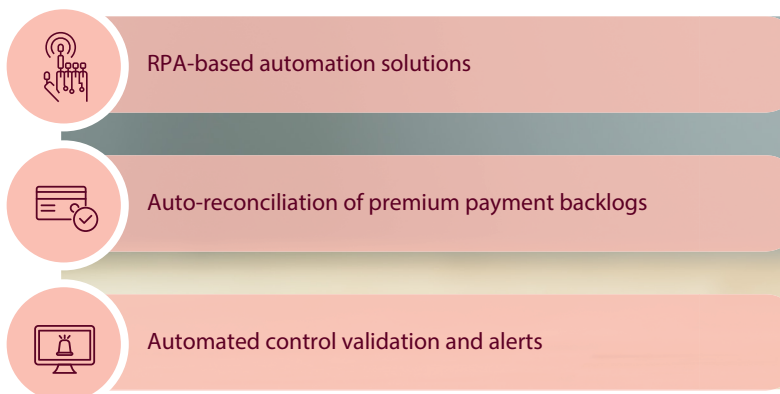 RPA-based automation solutions
Auto-reconciliation of premium payment backlogs
Automated control validation and alerts